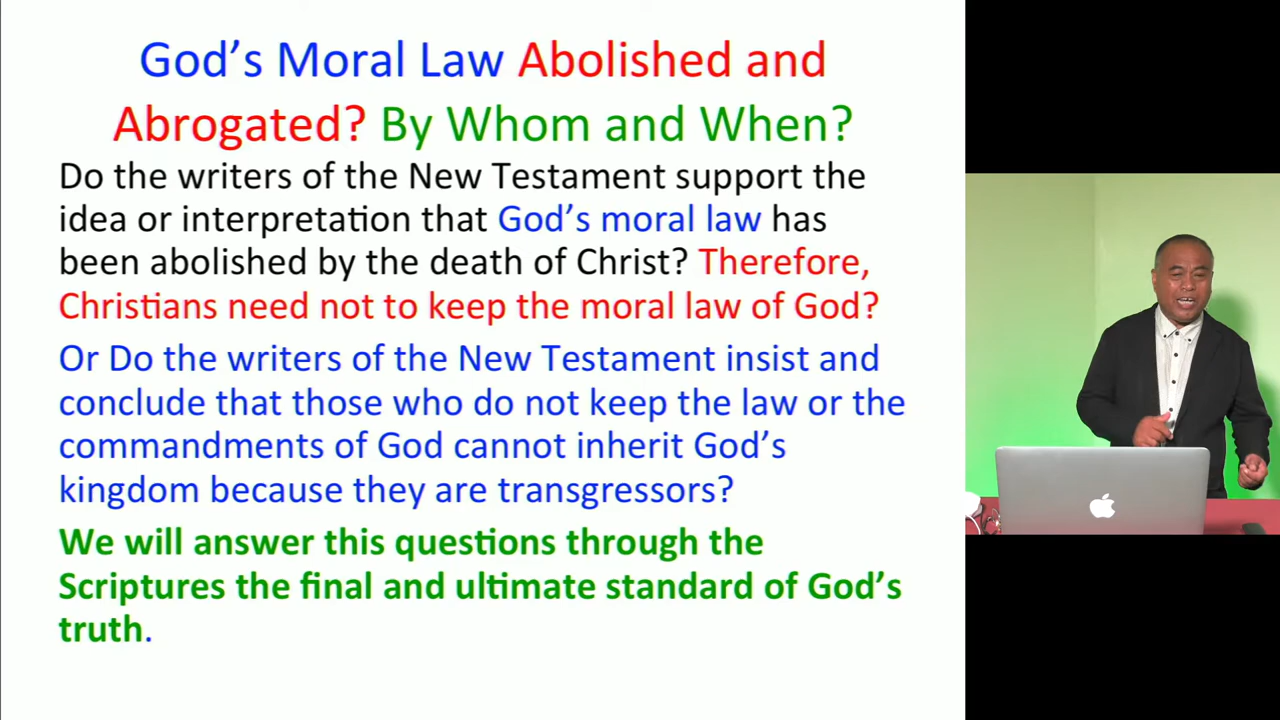 God’s Moral Law Abolished and
Abrogated? By Whom and When?
Do the writers of the New Testament support the
idea or interpretation that God’s moral law has
been abolished by the death of Christ? Therefore,
Christians need not to keep the moral law of God?
Or Do the writers of the New Testament insist and
conclude that those who do not keep the law or the
commandments of God cannot inherit God’s
kingdom because they are transgressors?
We will answer this questions through the
Scriptures the final and ultimate standard of God’s
truth.